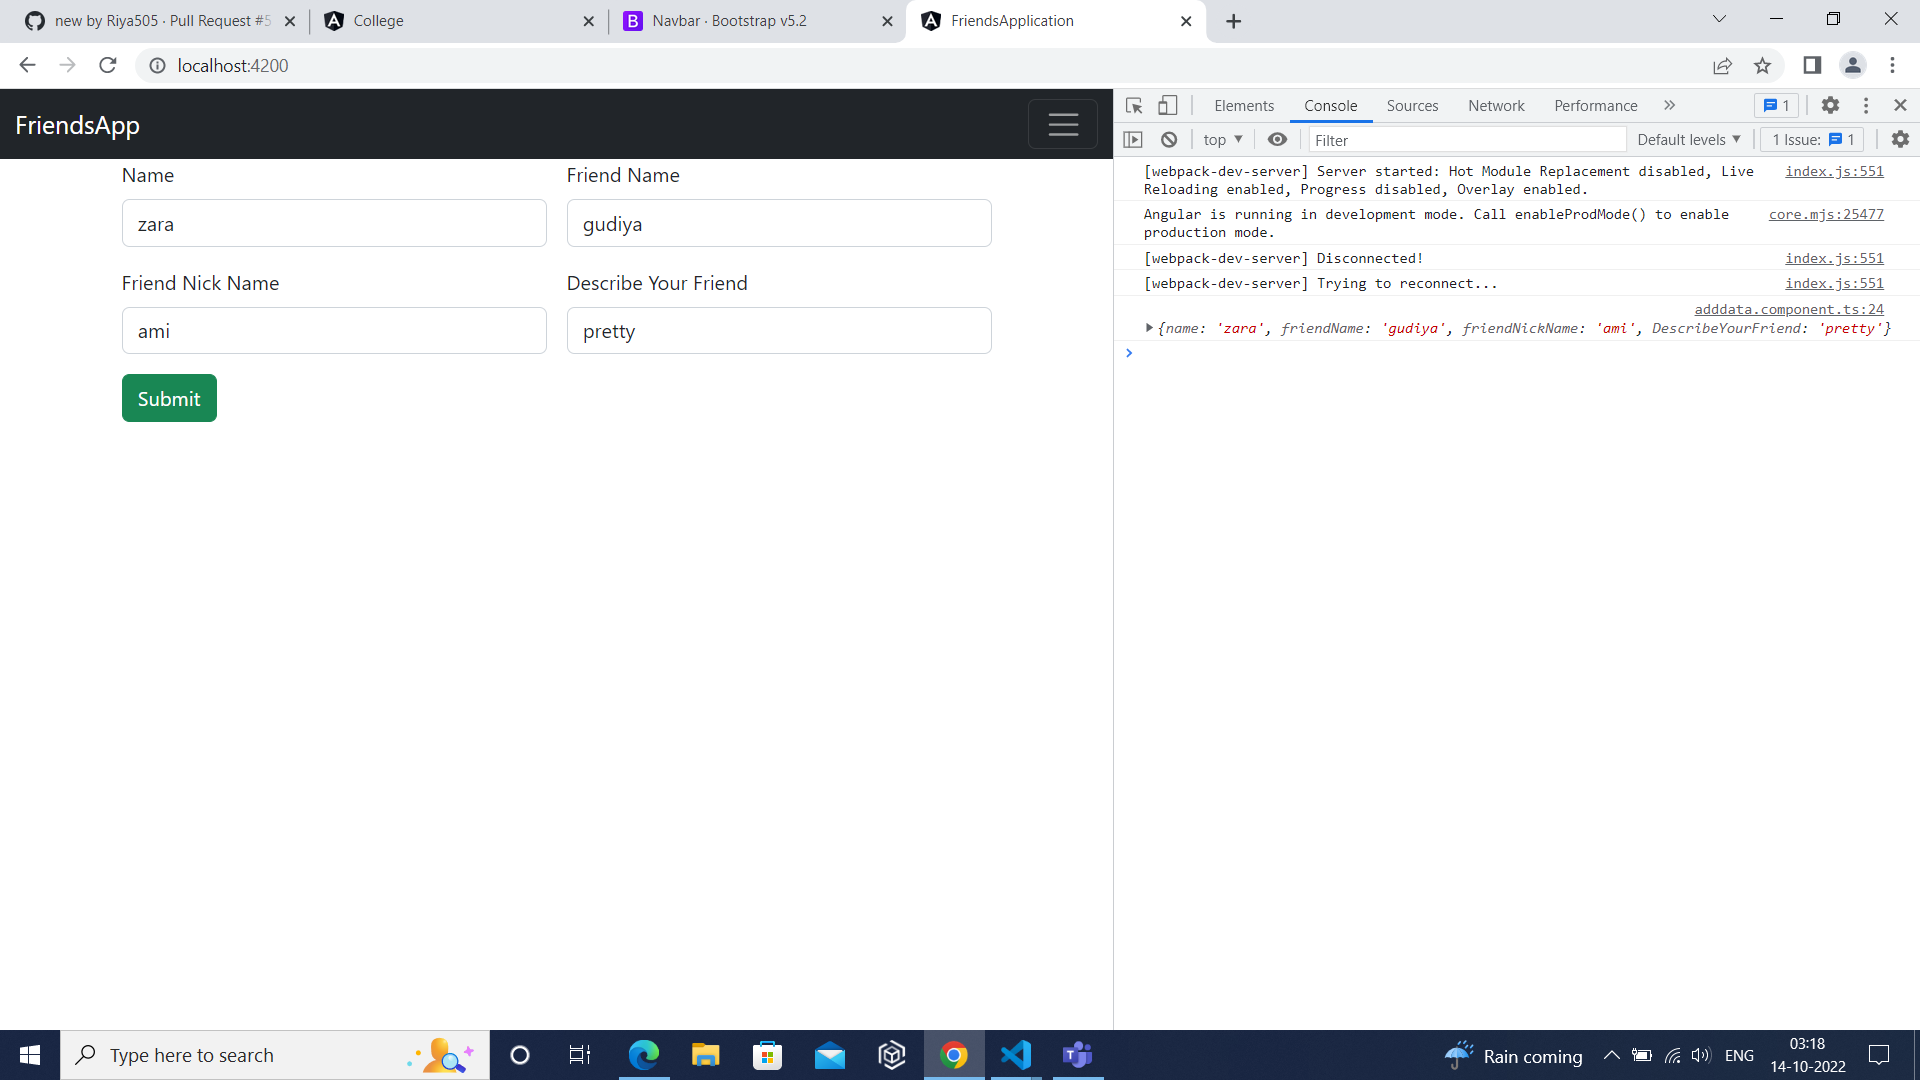 new by Riya505 · Pull Request #5
College
Navbar · Bootstrap v5.2
FriendsApplication
localhost:4200
FriendsApp
Name
Friend Name
zara
gudiya
Friend Nick Name
Describe Your Friend
ami
pretty
Submit
Elements
Console
Sources
Network
Performance
1
top
Filter
Default levels
1 Issue: 1
[webpack-dev-server] Server started: Hot Module Replacement disabled, Live index.js:551
Reloading enabled, Progress disabled, Overlay enabled.
Angular is running in development mode. Call enableProdMode() to enable core.mjs:25477
production mode.
[webpack-dev-server] Disconnected! index.js:551
[webpack-dev-server] Trying to reconnect... index.js:551
adddata.component.ts:24
{name: 'zara', friendName: 'gudiya', friendNickName: 'ami', DescribeYourFriend: 'pretty'}
Type here to search
Rain coming
ENG
03:18
14-10-2022